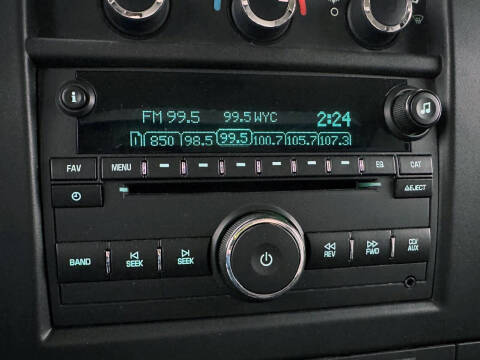 i
FM 99.5 99.5 WYC 2:24
1 850 98.5 99.5 100.7 105.7 107.3
FAV MENU EQ CAT
EJECT
BAND SEEK SEEK REV FWD CD/AUX